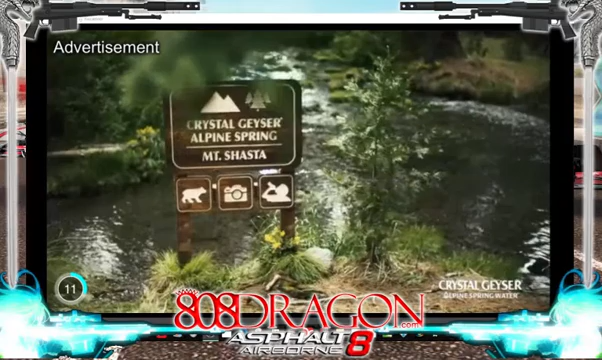 Advertisement
CRYSTAL GEYSER®
ALPINE SPRING
MT. SHASTA
11
CRYSTAL GEYSER
ALPINE SPRING WATER
808DRAGON.com
ASPHALT 8
AIRBORNE